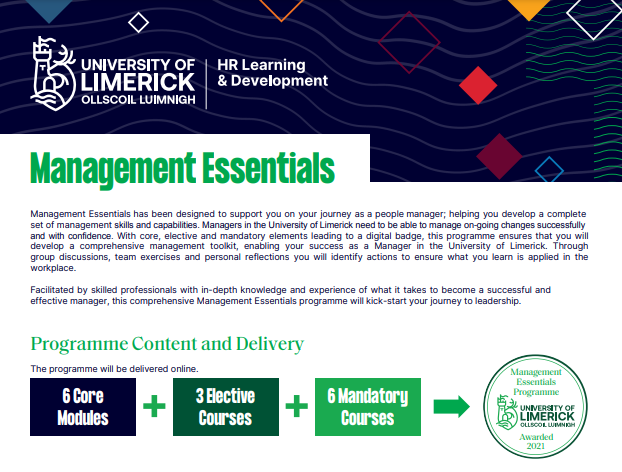 UNIVERSITY OF
LIMERICK
OLLSCOIL LUIMNIGH
HR Learning
& Development
Management Essentials
Management Essentials has been designed to support you on your journey as a people manager; helping you develop a complete
set of management skills and capabilities. Managers in the University of Limerick need to be able to manage on-going changes successfully
and with confidence. With core, elective and mandatory elements leading to a digital badge, this programme ensures that you will
develop a comprehensive management toolkit, enabling your success as a Manager in the University of Limerick. Through
group discussions, team exercises and personal reflections you will identify actions to ensure what you learn is applied in the
workplace.
Facilitated by skilled professionals with in-depth knowledge and experience of what it takes to become a successful and
effective manager, this comprehensive Management Essentials programme will kick-start your journey to leadership.
Programme Content and Delivery
The programme will be delivered online.
6 Core
Modules
+
3 Elective
Courses
+
6 Mandatory
Courses
Management
Essentials
Programme
UNIVERSITY OF
LIMERICK
OLLSCOIL LUIMNIGH
Awarded
2021